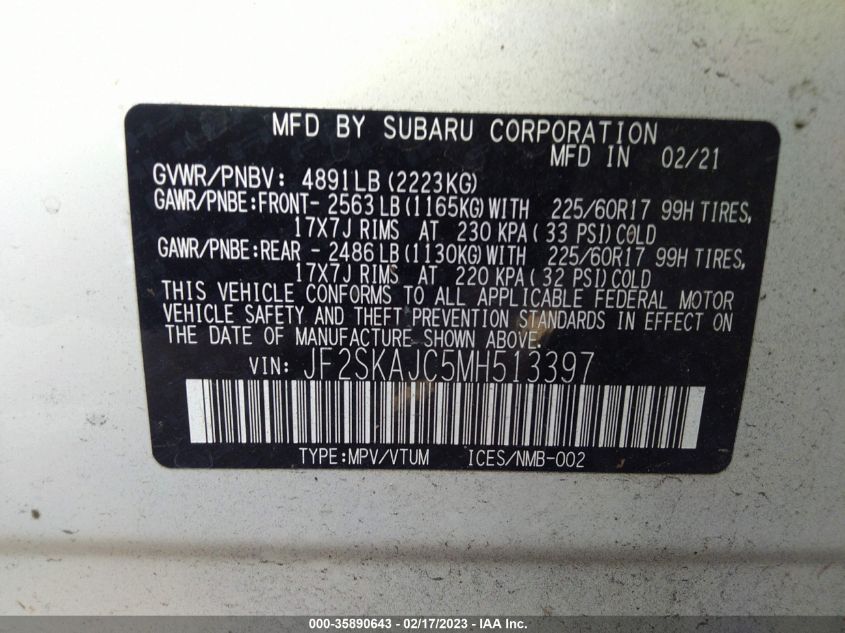 MFD BY SUBARU CORPORATION
MFD IN 02/21
GVWR/PNBV: 4891LB (2223KG)
GAWR/PNBE:FRONT- 2563LB (1165KG) WITH 225/60R17 99H TIRES,
17X7J RIMS AT 230 KPA( 33 PSI) COLD
GAWR/PNBE:REAR - 2486LB (1130KG) WITH 225/60R17 99H TIRES,
17X7J RIMS AT 220 KPA( 32 PSI) COLD
THIS VEHICLE CONFORMS TO ALL APPLICABLE FEDERAL MOTOR
VEHICLE SAFETY AND THEFT PREVENTION STANDARDS IN EFFECT ON
THE DATE OF MANUFACTURE SHOWN ABOVE.
VIN: JF2SKAJC5MH513397
TYPE:MPV/VTUM ICES/NMB-002
000-35890643 - 02/17/2023 - IAAI Inc.